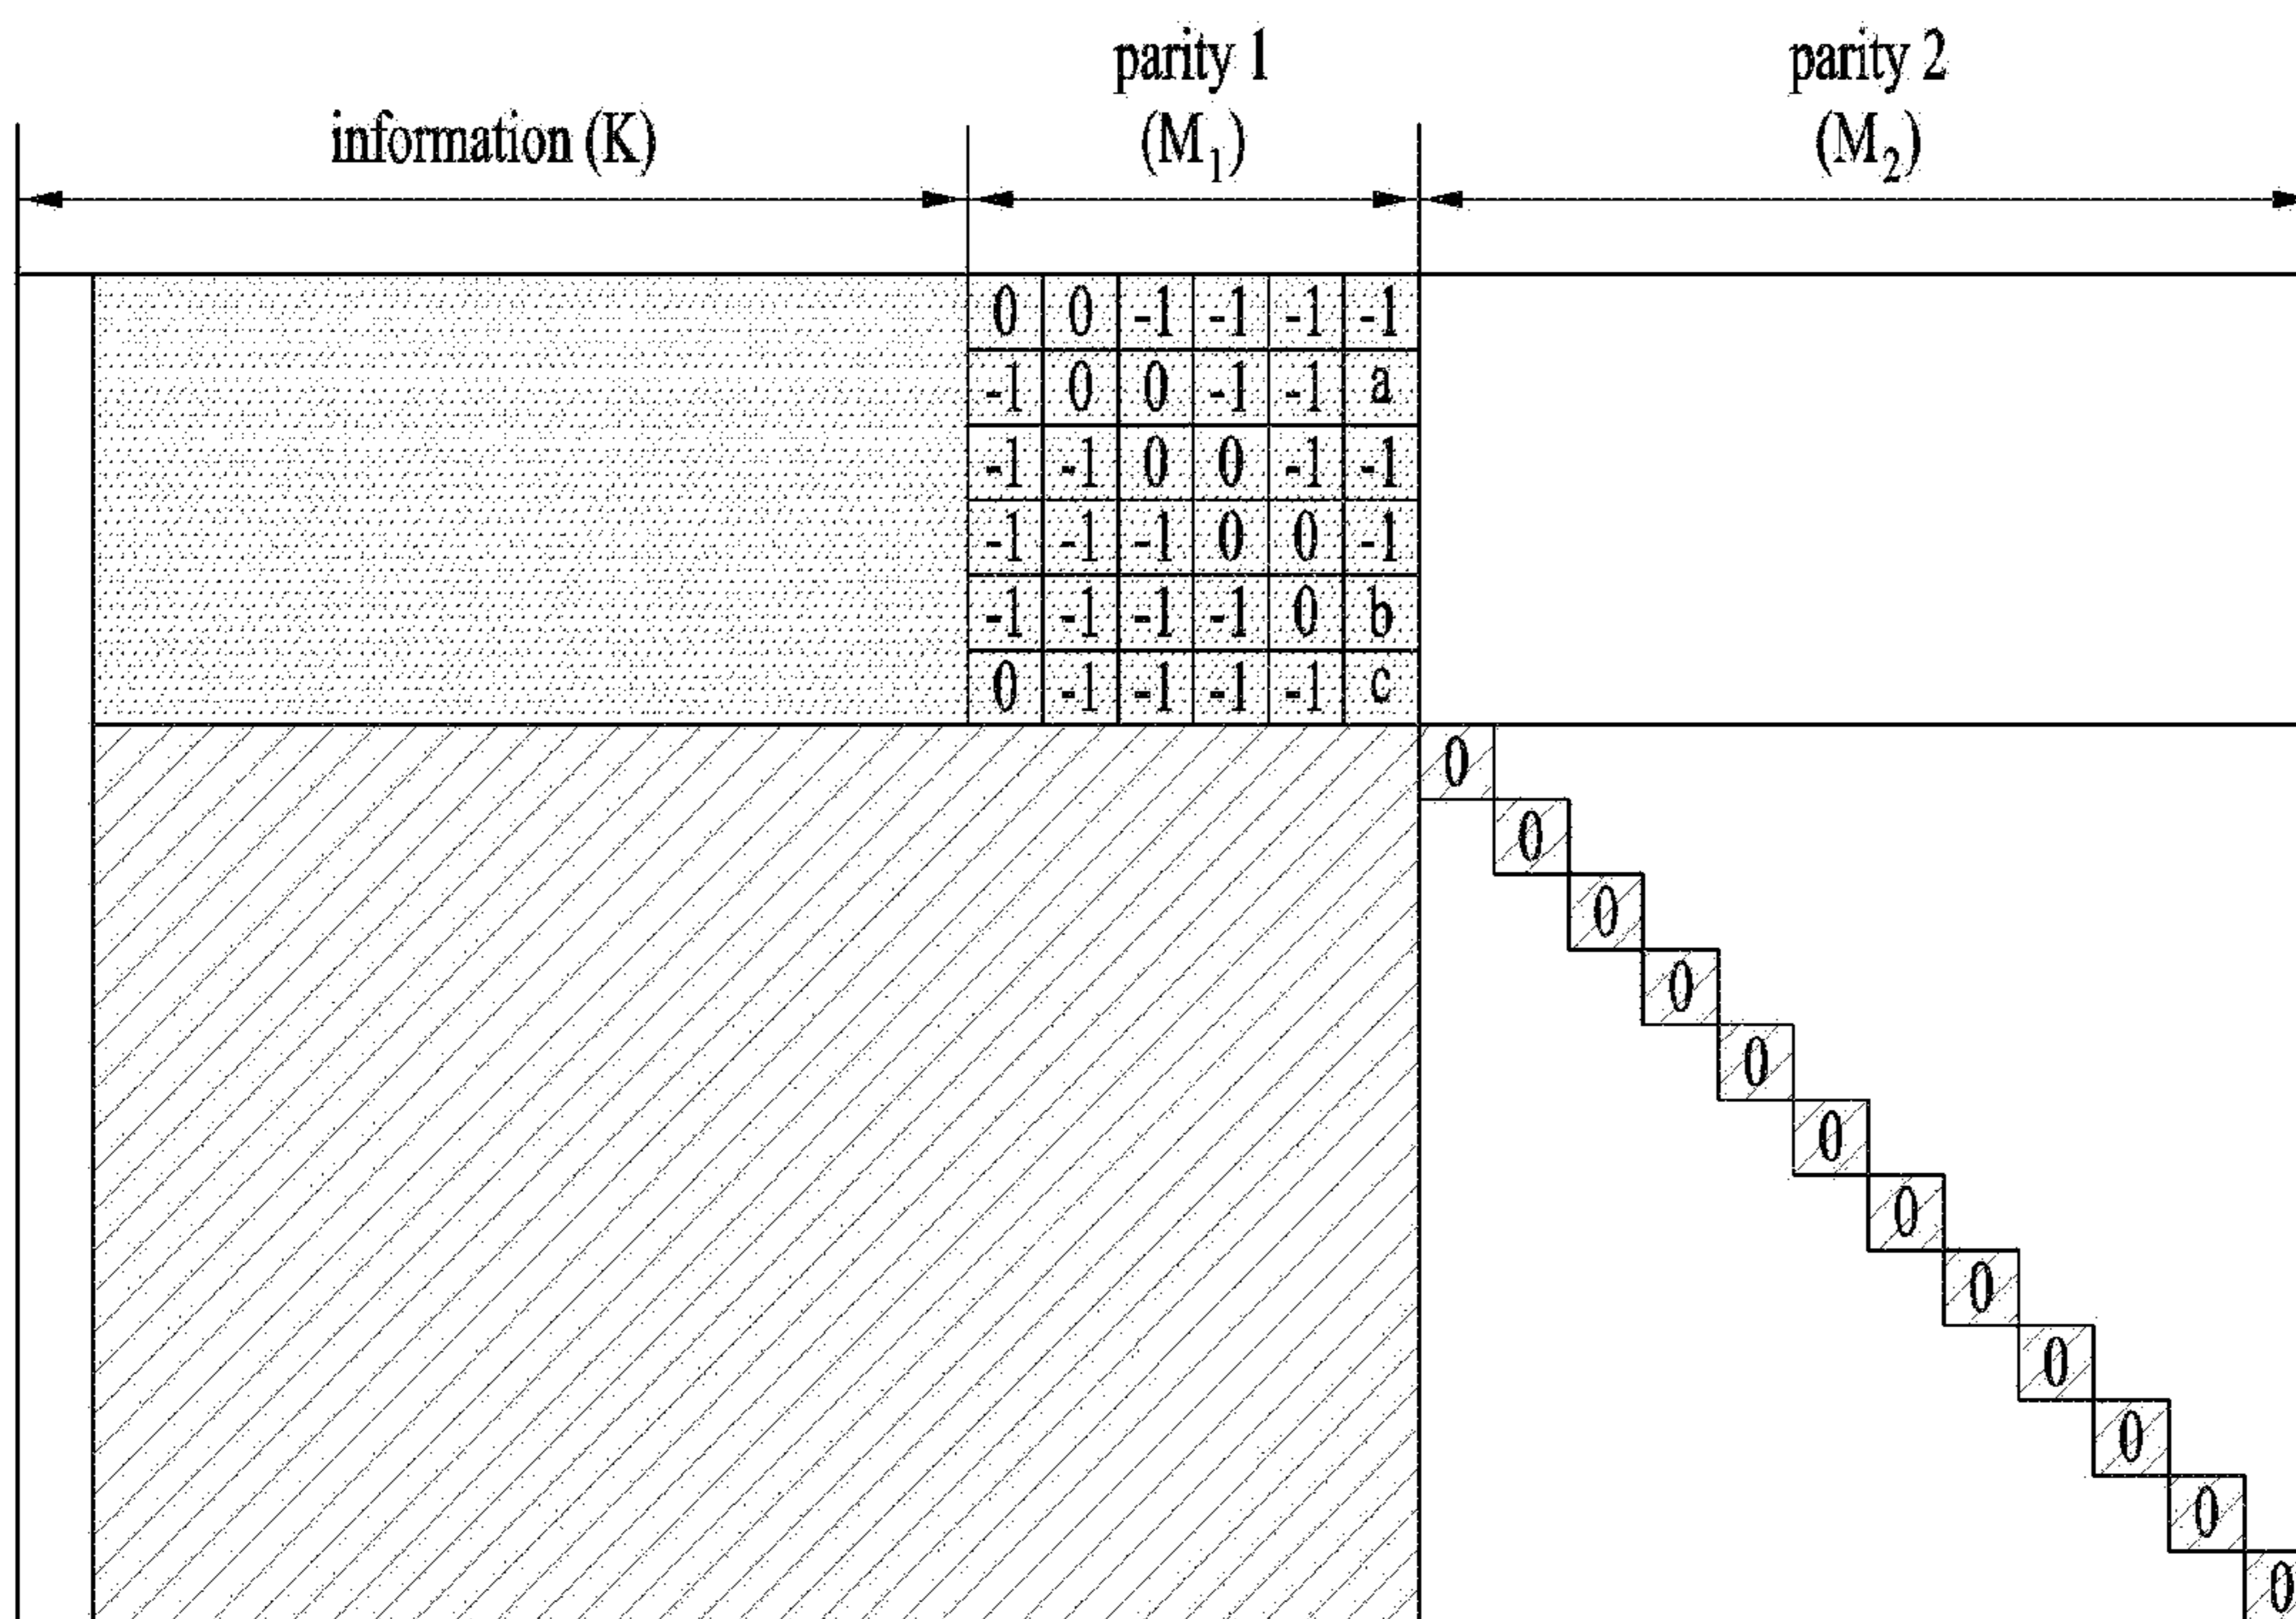 parity 1
parity 2
information (K)
(M₁)
(M₂)
0 0 -1 -1 -1 -1
-1 0 0 -1 -1 a
-1 -1 0 0 -1 -1
-1 -1 -1 0 0 -1
-1 -1 -1 -1 0 b
0 -1 -1 -1 -1 c
0
0
0
0
0
0
0
0
0
0
0
0